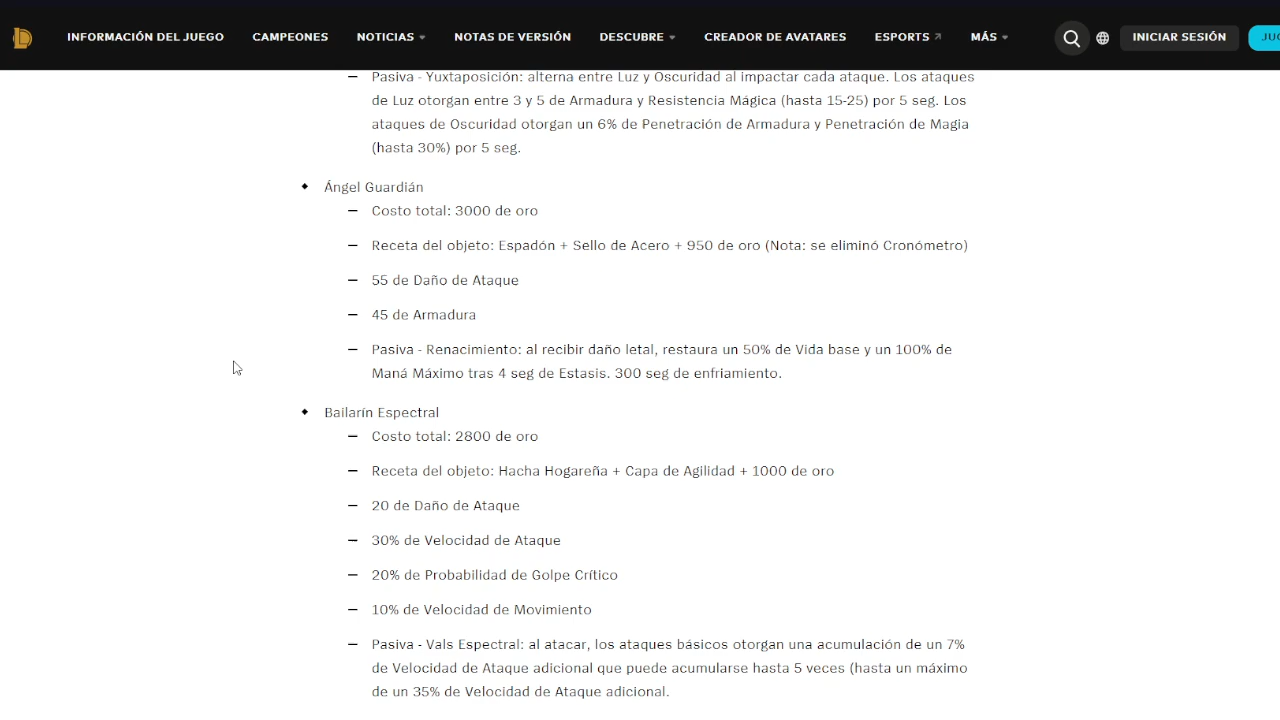 INFORMACIÓN DEL JUEGO CAMPEONES NOTICIAS NOTAS DE VERSIÓN DESCUBRE CREADOR DE AVATARES ESPORTS MÁS INICIAR SESIÓN
Pasiva - Yuxtaposición: alterna entre Luz y Oscuridad al impactar cada ataque. Los ataques
de Luz otorgan entre 3 y 5 de Armadura y Resistencia Mágica (hasta 15-25) por 5 seg. Los
ataques de Oscuridad otorgan un 6% de Penetración de Armadura y Penetración de Magia
(hasta 30%) por 5 seg.
Ángel Guardián
Costo total: 3000 de oro
Receta del objeto: Espadón + Sello de Acero + 950 de oro (Nota: se eliminó Cronómetro)
55 de Daño de Ataque
45 de Armadura
Pasiva - Renacimiento: al recibir daño letal, restaura un 50% de Vida base y un 100% de
Maná Máximo tras 4 seg de Estasis. 300 seg de enfriamiento.
Bailarín Espectral
Costo total: 2800 de oro
Receta del objeto: Hacha Hogareña + Capa de Agilidad + 1000 de oro
20 de Daño de Ataque
30% de Velocidad de Ataque
20% de Probabilidad de Golpe Crítico
10% de Velocidad de Movimiento
Pasiva - Vals Espectral: al atacar, los ataques básicos otorgan una acumulación de un 7%
de Velocidad de Ataque adicional que puede acumularse hasta 5 veces (hasta un máximo
de un 35% de Velocidad de Ataque adicional.